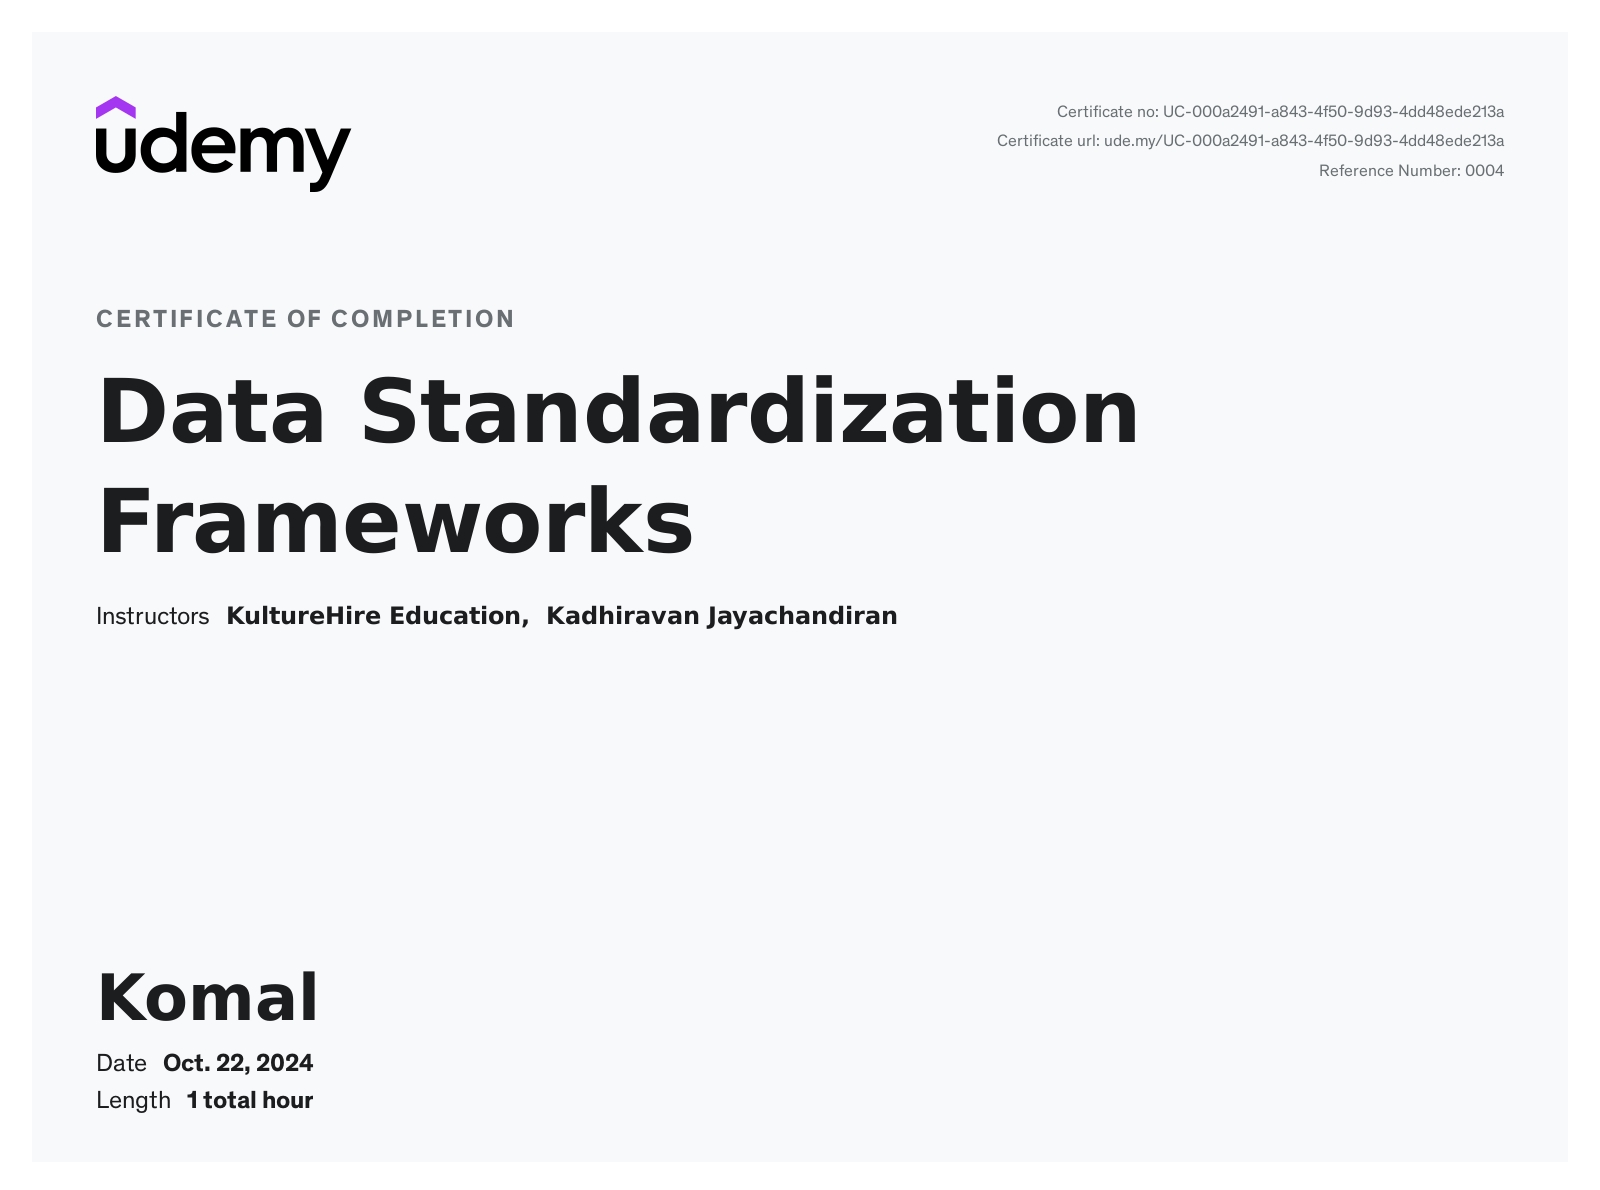 udemy
Certificate no: UC-000a2491-a843-4f50-9d93-4dd48ede213a
Certificate url: ude.my/UC-000a2491-a843-4f50-9d93-4dd48ede213a
Reference Number: 0004
CERTIFICATE OF COMPLETION
Data Standardization
Frameworks
Instructors KultureHire Education, Kadhiravan Jayachandiran
Komal
Date Oct. 22, 2024
Length 1 total hour